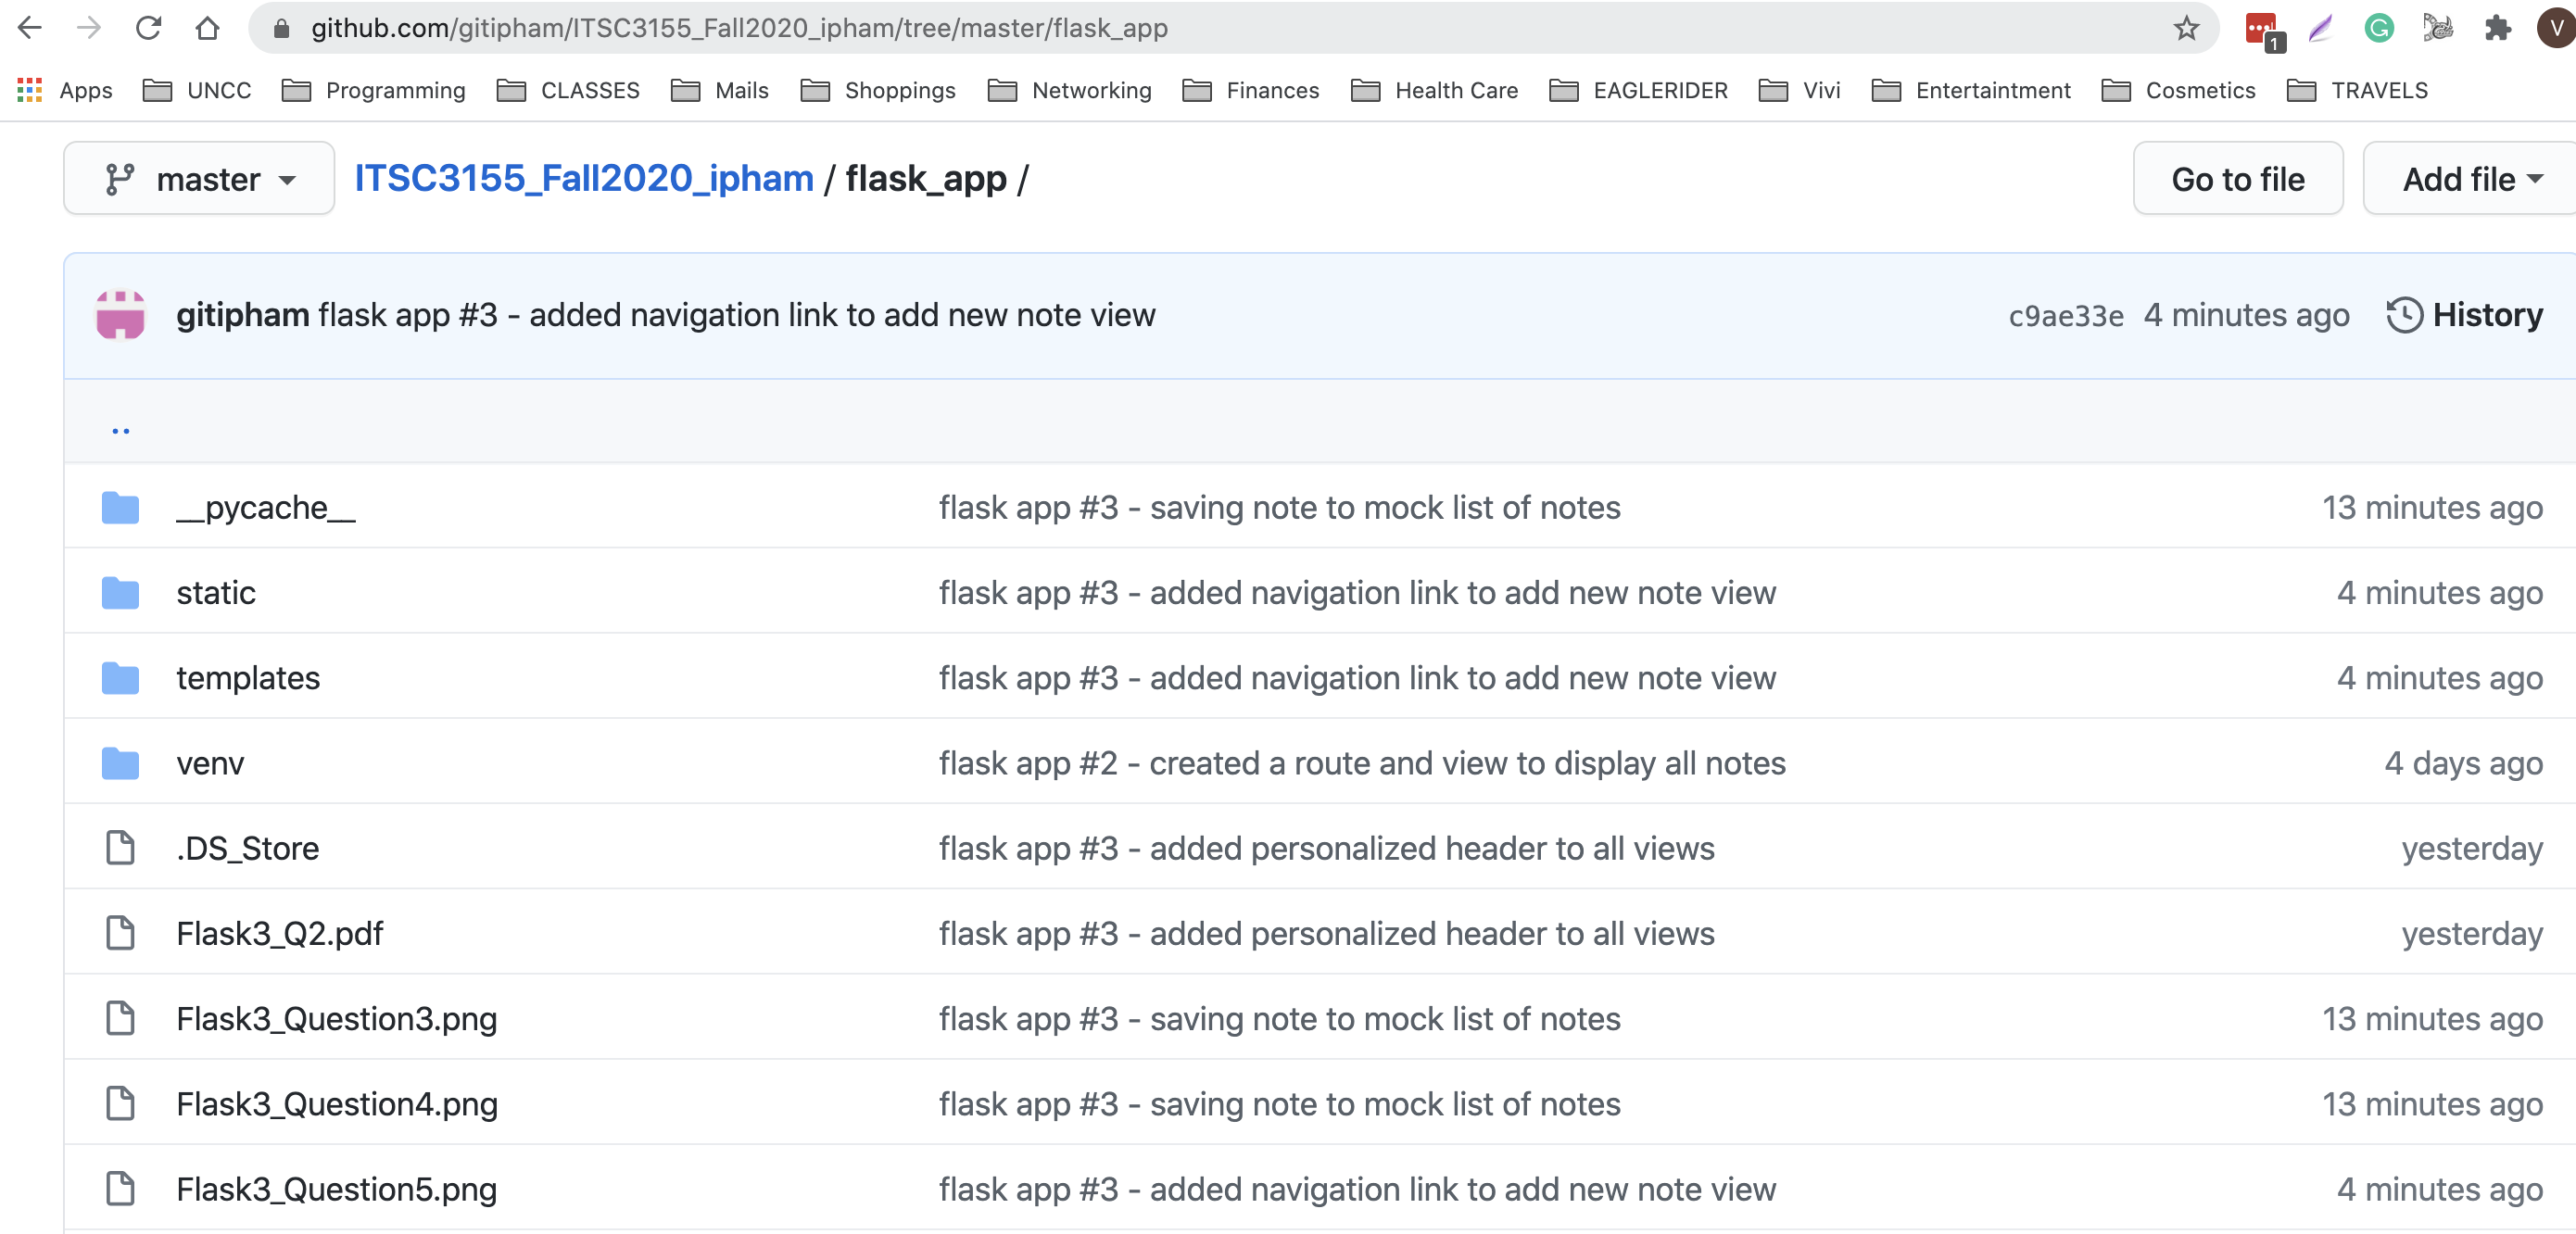 github.com/gitipham/ITSC3155_Fall2020_ipham/tree/master/flask_app
1
V
Apps UNCC Programming CLASSES Mails Shoppings Networking Finances Health Care EAGLERIDER Vivi Entertaintment Cosmetics TRAVELS
master ITSC3155_Fall2020_ipham / flask_app / Go to file Add file
gitipham flask app #3 - added navigation link to add new note view c9ae33e 4 minutes ago History
..
__pycache__ flask app #3 - saving note to mock list of notes 13 minutes ago
static flask app #3 - added navigation link to add new note view 4 minutes ago
templates flask app #3 - added navigation link to add new note view 4 minutes ago
venv flask app #2 - created a route and view to display all notes 4 days ago
.DS_Store flask app #3 - added personalized header to all views yesterday
Flask3_Q2.pdf flask app #3 - added personalized header to all views yesterday
Flask3_Question3.png flask app #3 - saving note to mock list of notes 13 minutes ago
Flask3_Question4.png flask app #3 - saving note to mock list of notes 13 minutes ago
Flask3_Question5.png flask app #3 - added navigation link to add new note view 4 minutes ago